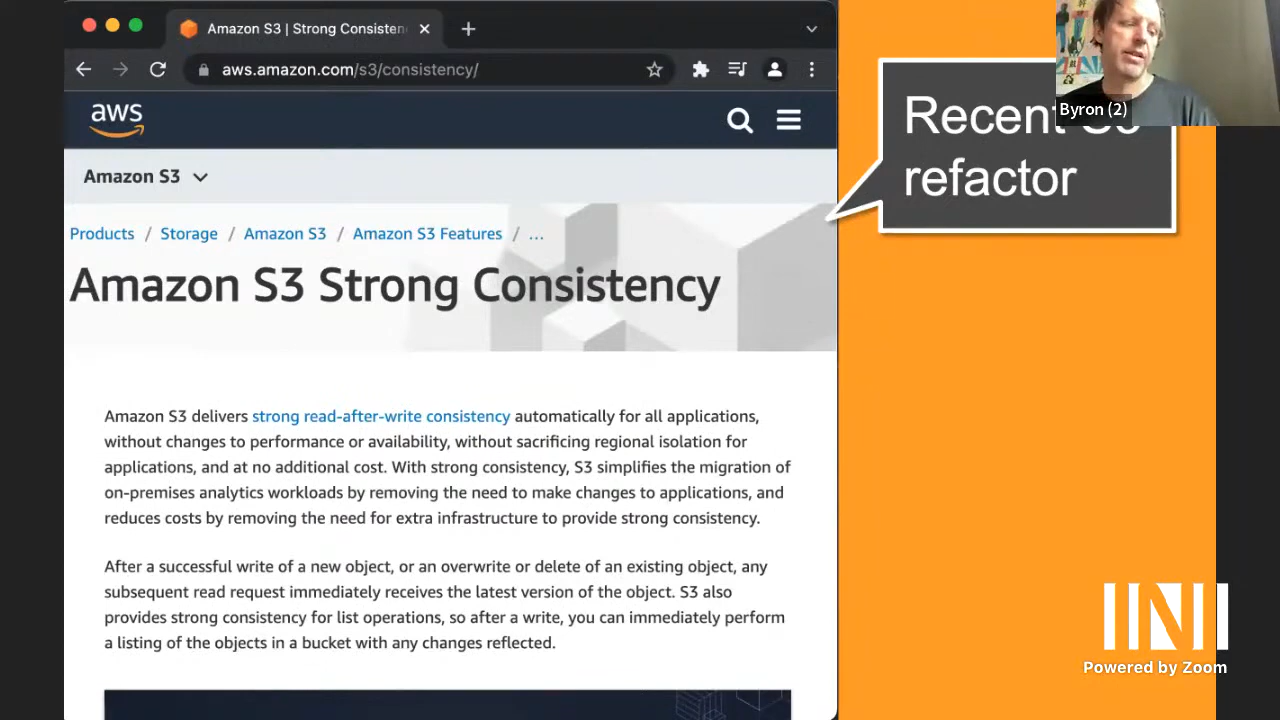 Amazon S3 | Strong Consisten
aws.amazon.com/s3/consistency/
aws
Amazon S3
Products / Storage / Amazon S3 / Amazon S3 Features / ...
Amazon S3 Strong Consistency
Amazon S3 delivers strong read-after-write consistency automatically for all applications,
without changes to performance or availability, without sacrificing regional isolation for
applications, and at no additional cost. With strong consistency, S3 simplifies the migration of
on-premises analytics workloads by removing the need to make changes to applications, and
reduces costs by removing the need for extra infrastructure to provide strong consistency.
After a successful write of a new object, or an overwrite or delete of an existing object, any
subsequent read request immediately receives the latest version of the object. S3 also
provides strong consistency for list operations, so after a write, you can immediately perform
a listing of the objects in a bucket with any changes reflected.
Recent
refactor
Byron (2)
INI
Powered by Zoom